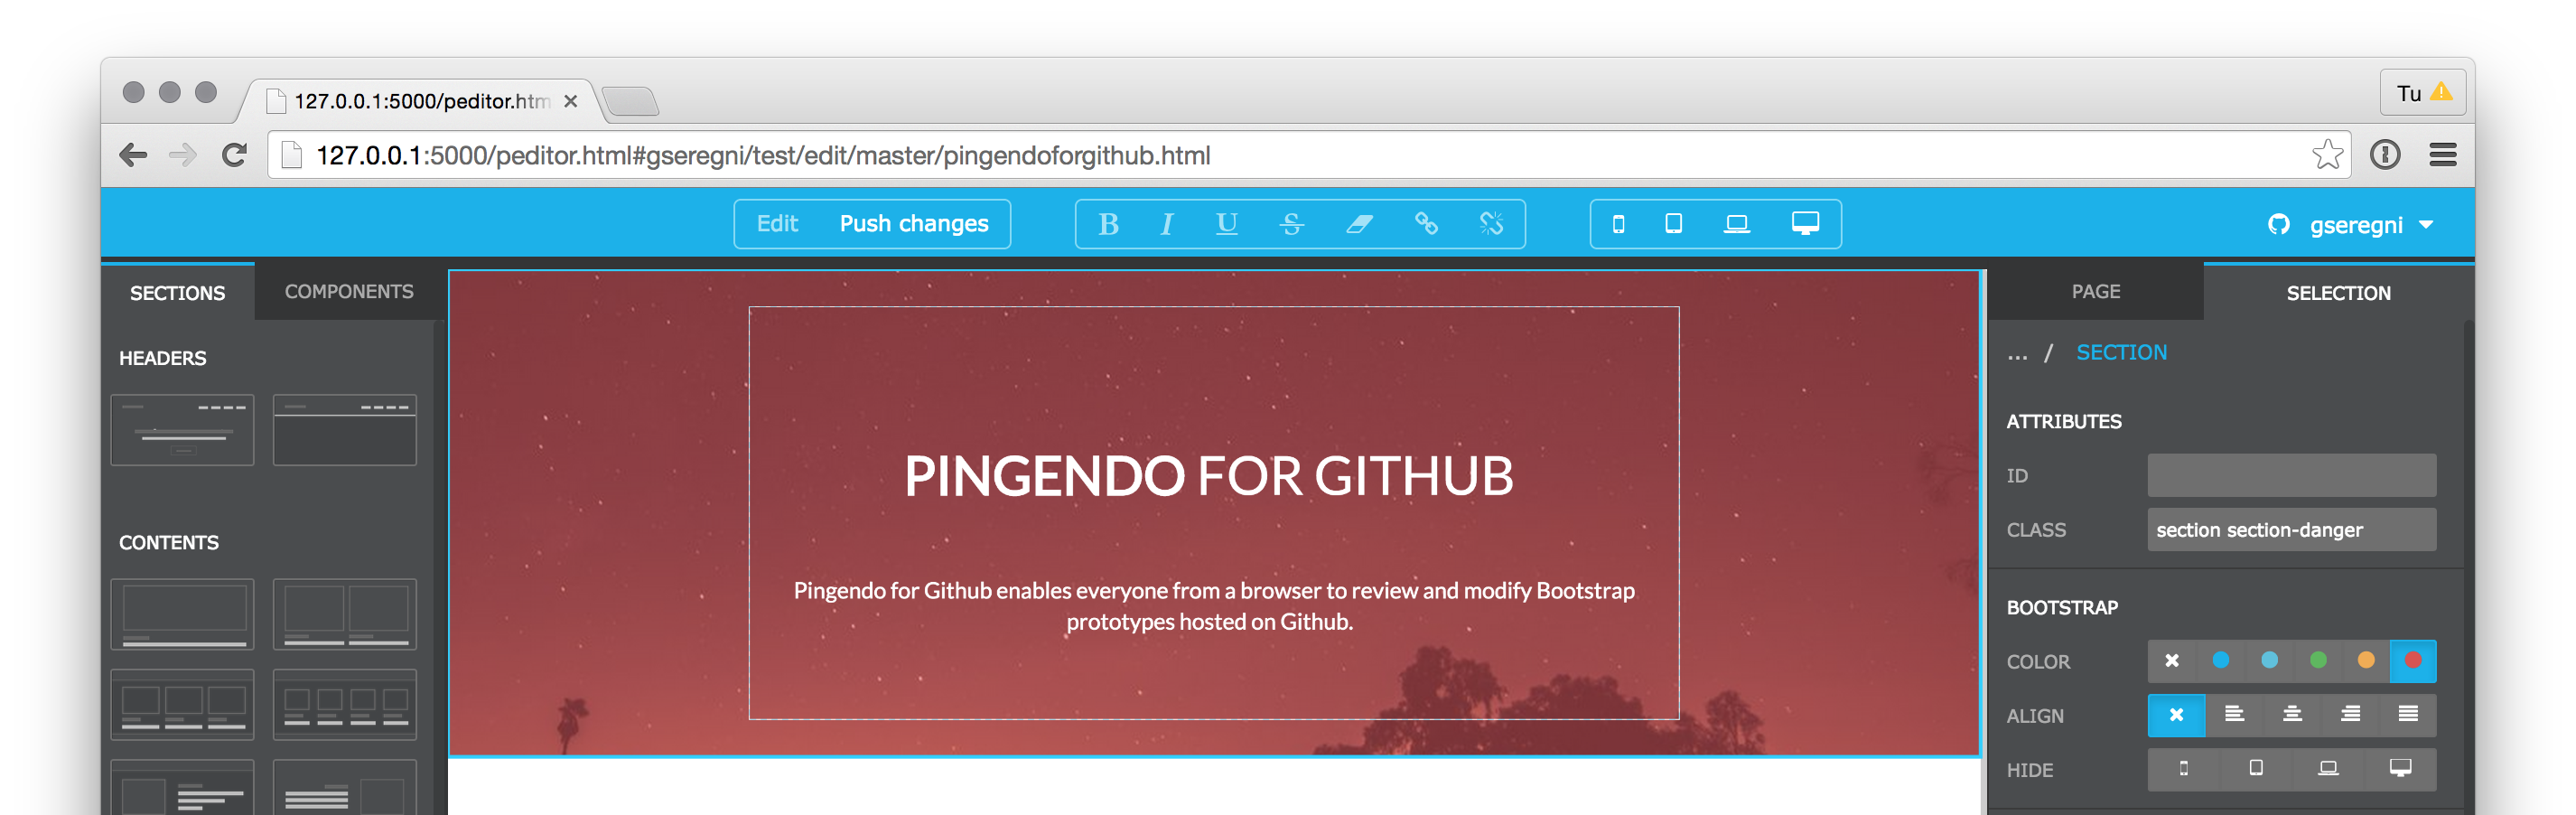 127.0.0.1:5000/peditor.htm
Tu
127.0.0.1:5000/peditor.html#gseregni/test/edit/master/pingendoforgithub.html
Edit Push changes B I U S gseregni
SECTIONS COMPONENTS
PAGE SELECTION
HEADERS
CONTENTS
PINGENDO FOR GITHUB
Pingendo for Github enables everyone from a browser to review and modify Bootstrap
prototypes hosted on Github.
... / SECTION
ATTRIBUTES
ID
CLASS section section-danger
BOOTSTRAP
COLOR
ALIGN
HIDE